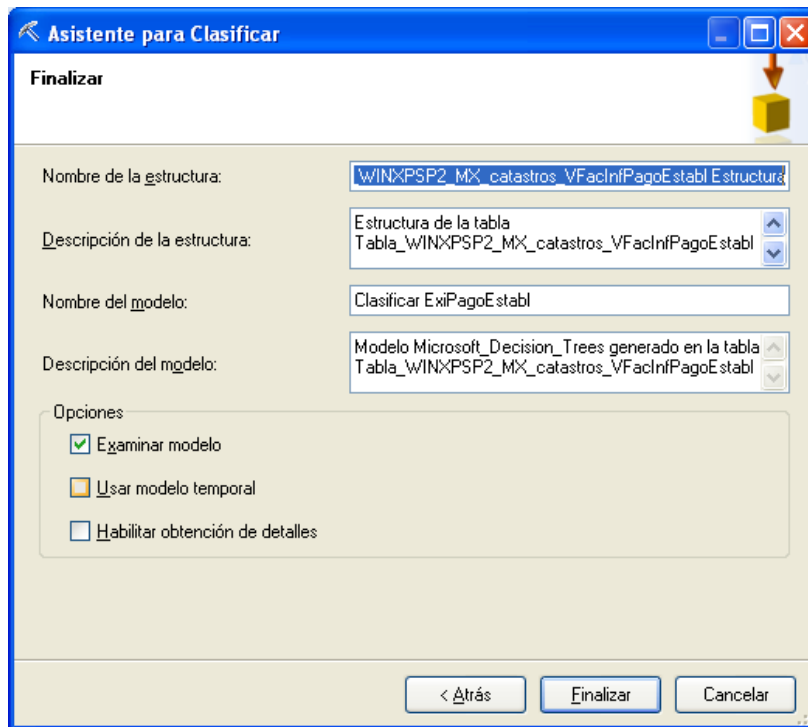 Asistente para Clasificar
Finalizar
Nombre de la estructura:
_WINXPSP2_MX_catastros_VFacInfPagoEstabl Estructura
Descripción de la estructura:
Estructura de la tabla
Tabla_WINXPSP2_MX_catastros_VFacInfPagoEstabl
Nombre del modelo:
Clasificar ExiPagoEstabl
Descripción del modelo:
Modelo Microsoft_Decision_Trees generado en la tabla
Tabla_WINXPSP2_MX_catastros_VFacInfPagoEstabl
Opciones
Examinar modelo
Usar modelo temporal
Habilitar obtención de detalles
< Atrás
Finalizar
Cancelar